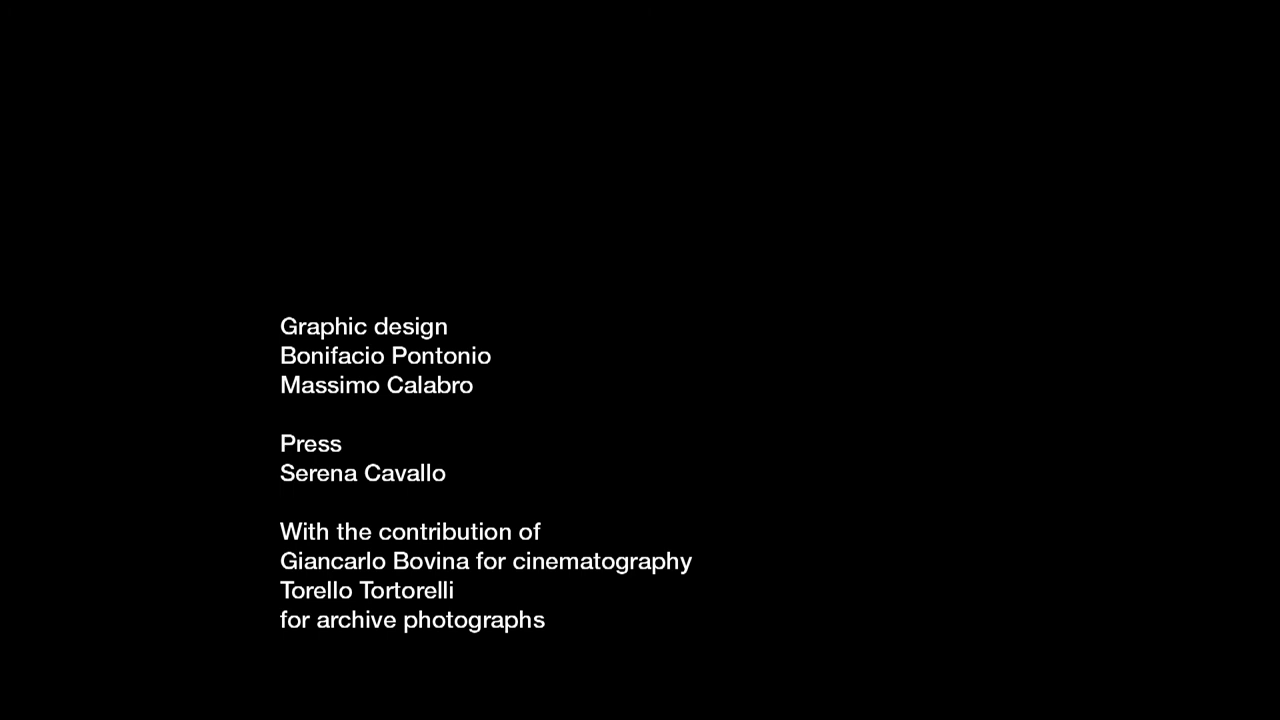 Graphic design
Bonifacio Pontonio
Massimo Calabro
Press
Serena Cavallo
With the contribution of
Giancarlo Bovina for cinematography
Torello Tortorelli
for archive photographs